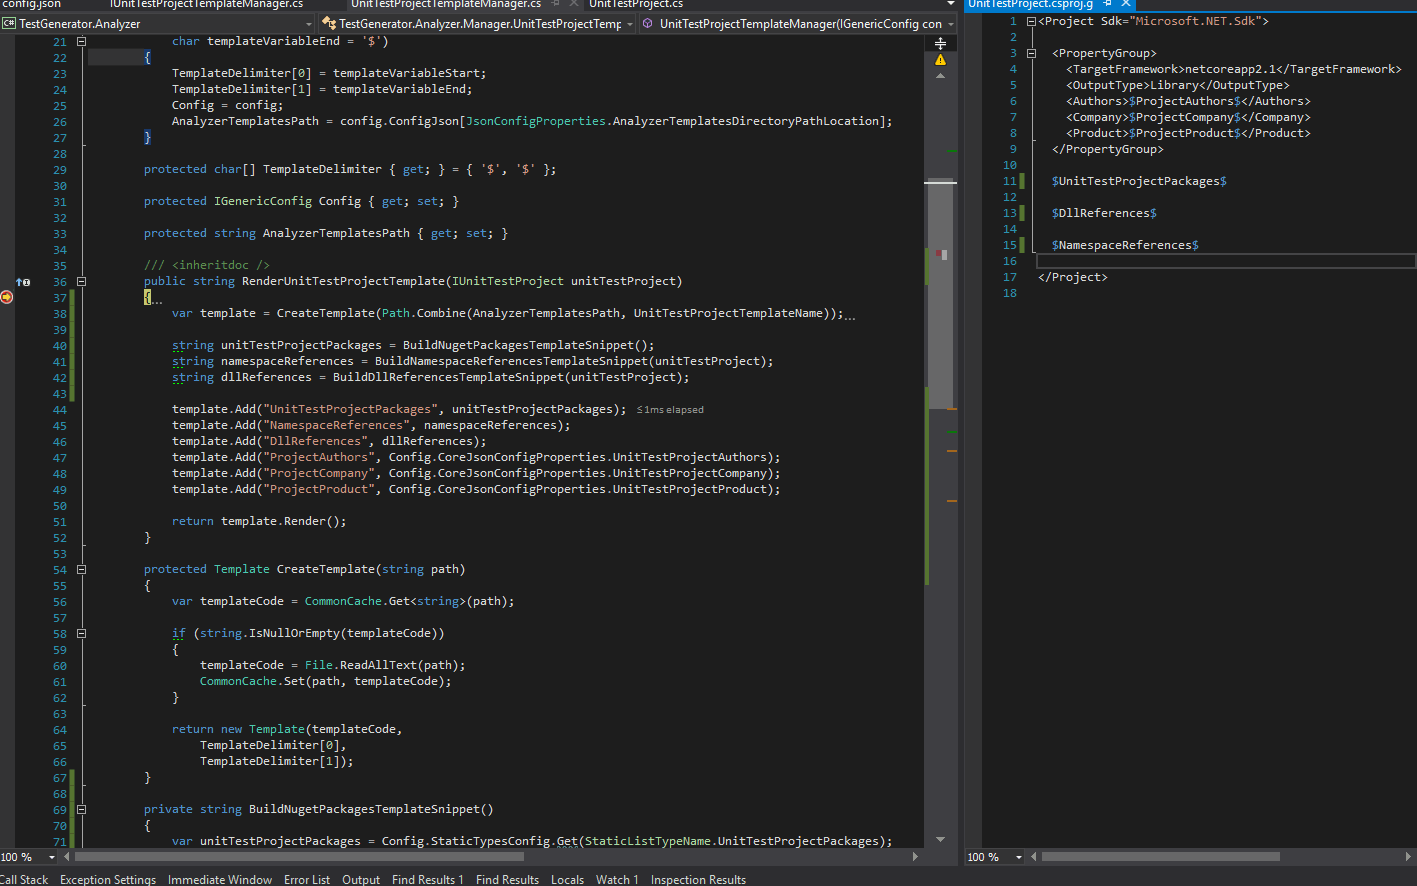 config.json IUnitTestProjectTemplateManager.cs UnitTestProjectTemplateManager.cs UnitTestProject.cs
C# TestGenerator.Analyzer TestGenerator.Analyzer.Manager.UnitTestProjectTemp UnitTestProjectTemplateManager(IGenericConfig con
21 char templateVariableEnd = '$')
22 {
23 TemplateDelimiter[0] = templateVariableStart;
24 TemplateDelimiter[1] = templateVariableEnd;
25 Config = config;
26 AnalyzerTemplatesPath = config.ConfigJson[JsonConfigProperties.AnalyzerTemplatesDirectoryPathLocation];
27 }
28
29 protected char[] TemplateDelimiter { get; } = { '$', '$' };
30
31 protected IGenericConfig Config { get; set; }
32
33 protected string AnalyzerTemplatesPath { get; set; }
34
35 /// <inheritdoc />
36 public string RenderUnitTestProjectTemplate(IUnitTestProject unitTestProject)
37 {...
38 var template = CreateTemplate(Path.Combine(AnalyzerTemplatesPath, UnitTestProjectTemplateName));...
39
40 string unitTestProjectPackages = BuildNugetPackagesTemplateSnippet();
41 string namespaceReferences = BuildNamespaceReferencesTemplateSnippet(unitTestProject);
42 string dllReferences = BuildDllReferencesTemplateSnippet(unitTestProject);
43
44 template.Add("UnitTestProjectPackages", unitTestProjectPackages); ≤1ms elapsed
45 template.Add("NamespaceReferences", namespaceReferences);
46 template.Add("DllReferences", dllReferences);
47 template.Add("ProjectAuthors", Config.CoreJsonConfigProperties.UnitTestProjectAuthors);
48 template.Add("ProjectCompany", Config.CoreJsonConfigProperties.UnitTestProjectCompany);
49 template.Add("ProjectProduct", Config.CoreJsonConfigProperties.UnitTestProjectProduct);
50
51 return template.Render();
52 }
53
54 protected Template CreateTemplate(string path)
55 {
56 var templateCode = CommonCache.Get<string>(path);
57
58 if (string.IsNullOrEmpty(templateCode))
59 {
60 templateCode = File.ReadAllText(path);
61 CommonCache.Set(path, templateCode);
62 }
63
64 return new Template(templateCode,
65 TemplateDelimiter[0],
66 TemplateDelimiter[1]);
67 }
68
69 private string BuildNugetPackagesTemplateSnippet()
70 {
71 var unitTestProjectPackages = Config.StaticTypesConfig.Get(StaticListTypeName.UnitTestProjectPackages);
100 %
UnitTestProject.csproj.g
1 <Project Sdk="Microsoft.NET.Sdk">
2
3 <PropertyGroup>
4 <TargetFramework>netcoreapp2.1</TargetFramework>
5 <OutputType>Library</OutputType>
6 <Authors>$ProjectAuthors$</Authors>
7 <Company>$ProjectCompany$</Company>
8 <Product>$ProjectProduct$</Product>
9 </PropertyGroup>
10
11 $UnitTestProjectPackages$
12
13 $DllReferences$
14
15 $NamespaceReferences$
16
17 </Project>
18
100 %
Call Stack Exception Settings Immediate Window Error List Output Find Results 1 Find Results Locals Watch 1 Inspection Results